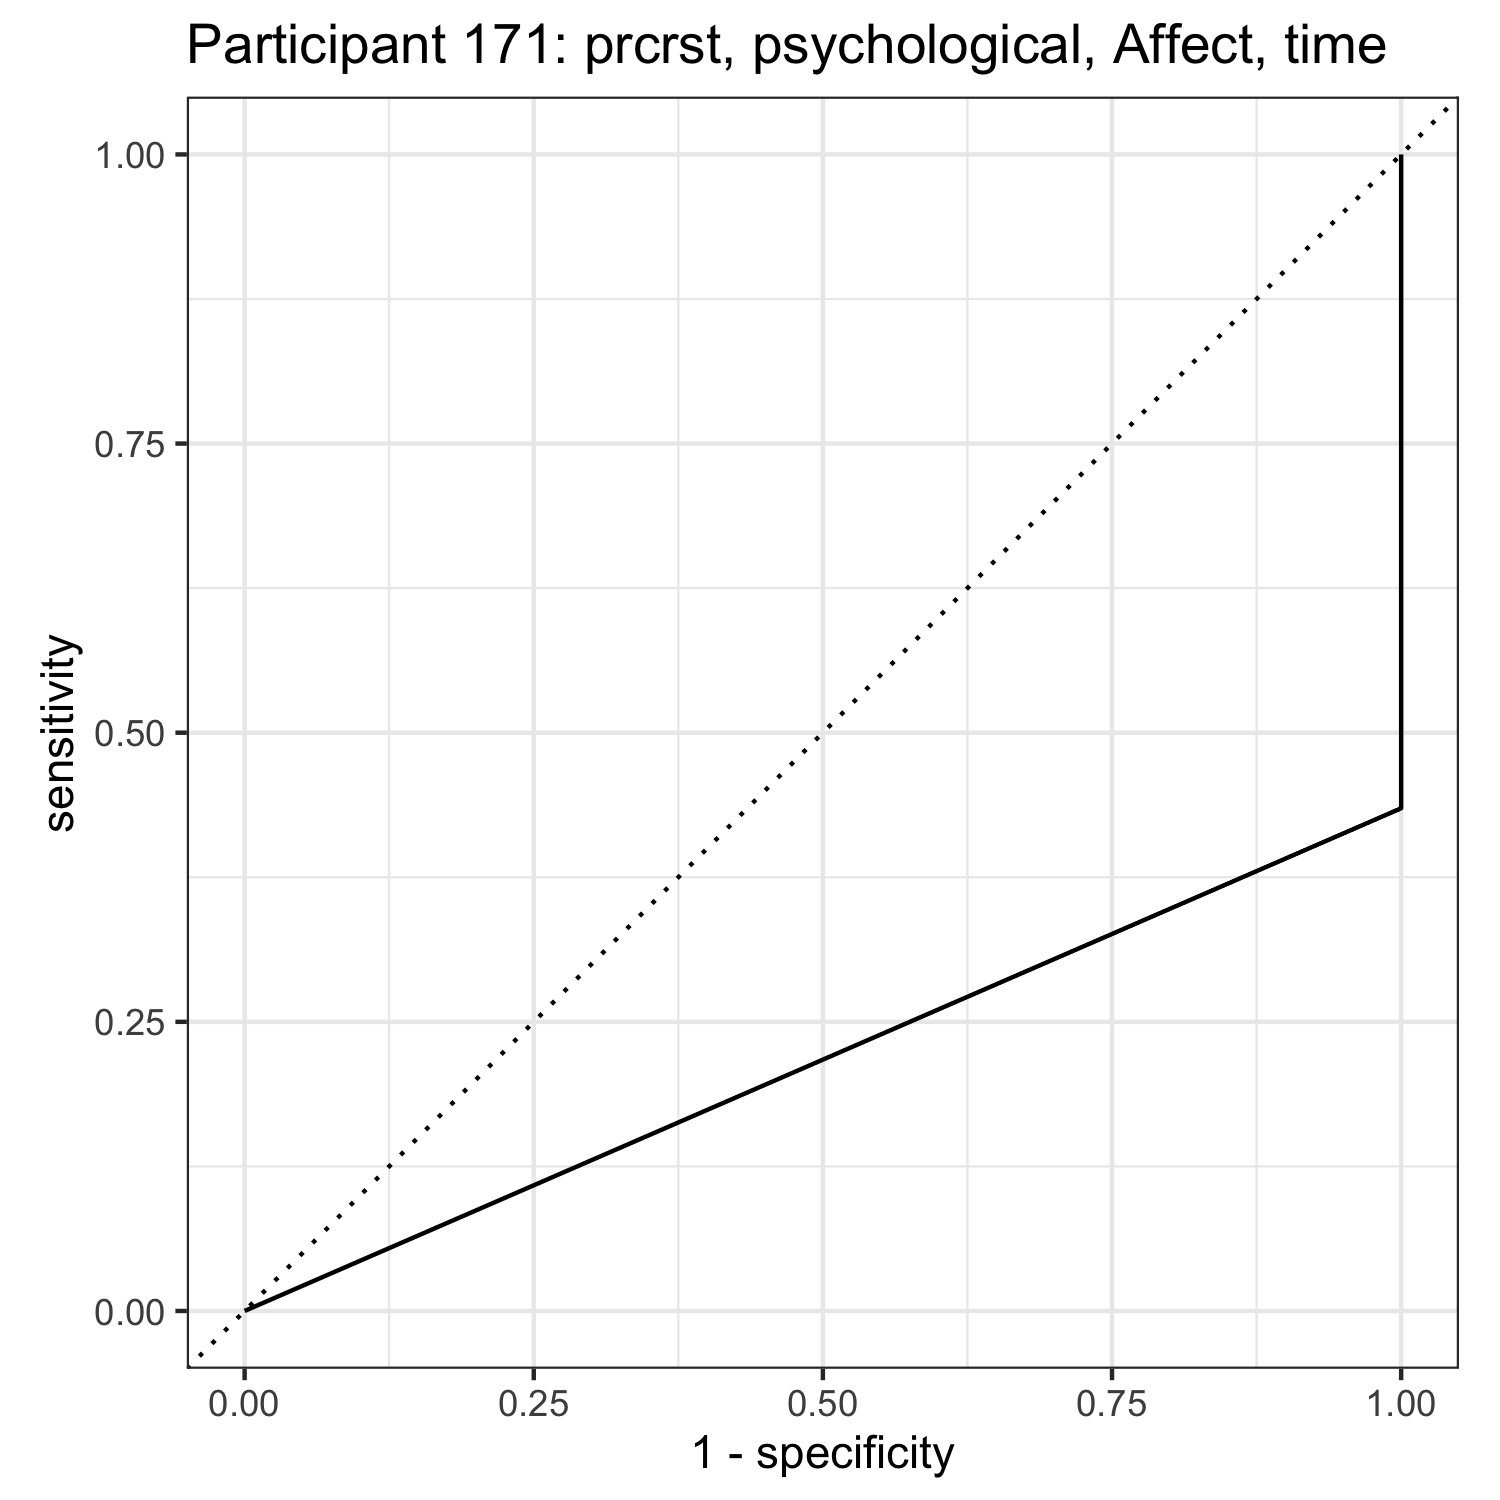 Participant 171: prcrst, psychological, Affect, time
1.00
0.75
0.50
0.25
0.00
sensitivity
0.00 0.25 0.50 0.75 1.00
1 - specificity